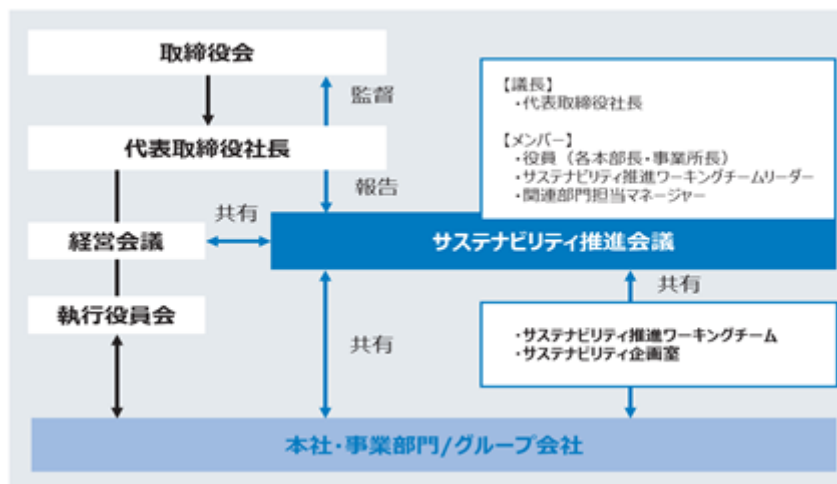 取締役会
監督
代表取締役社長
報告
【議長】
・代表取締役社長
【メンバー】
・役員（各本部長・事業所長）
・サステナビリティ推進ワーキングチームリーダー
・関連部門担当マネージャー
共有
経営会議
サステナビリティ推進会議
執行役員会
共有
共有
・サステナビリティ推進ワーキングチーム
・サステナビリティ企画室
本社・事業部門/グループ会社